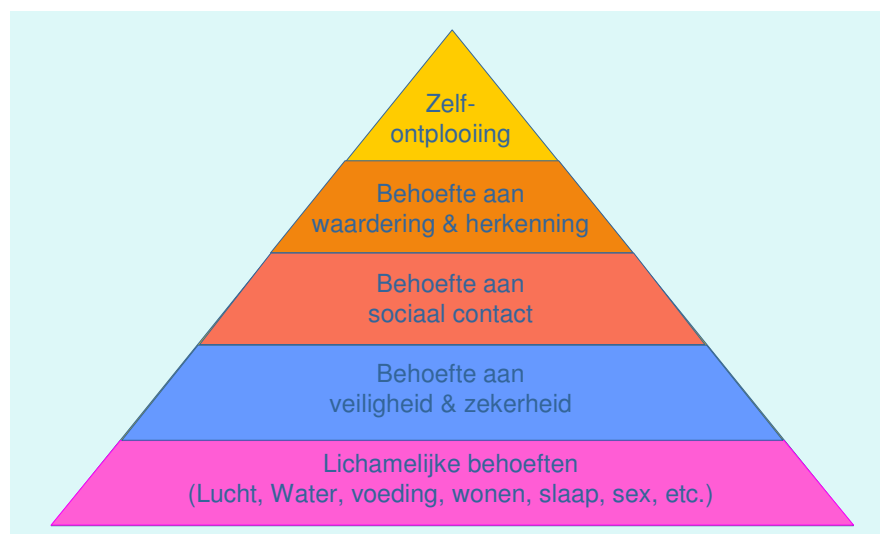 Zelf-
ontplooiing
Behoefte aan
waardering & herkenning
Behoefte aan
sociaal contact
Behoefte aan
veiligheid & zekerheid
Lichamelijke behoeften
(Lucht, Water, voeding, wonen, slaap, sex, etc.)